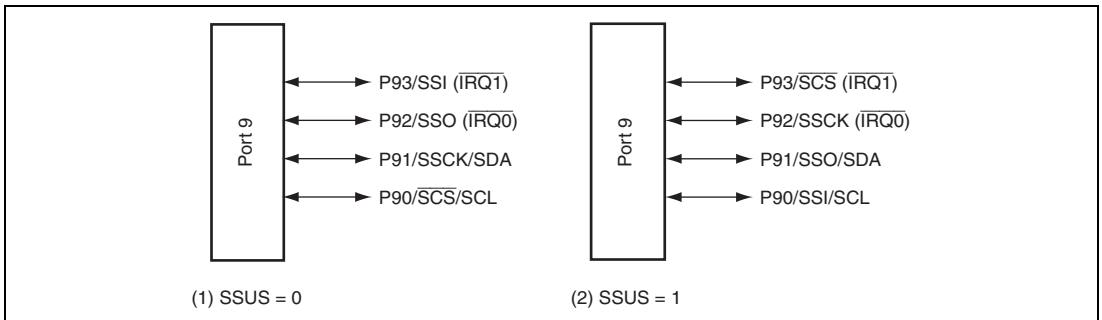 Port 9
P93/SSI (IRQ1)
P92/SSO (IRQ0)
P91/SSCK/SDA
P90/SCS/SCL
(1) SSUS = 0
Port 9
P93/SCS (IRQ1)
P92/SSCK (IRQ0)
P91/SSO/SDA
P90/SSI/SCL
(2) SSUS = 1